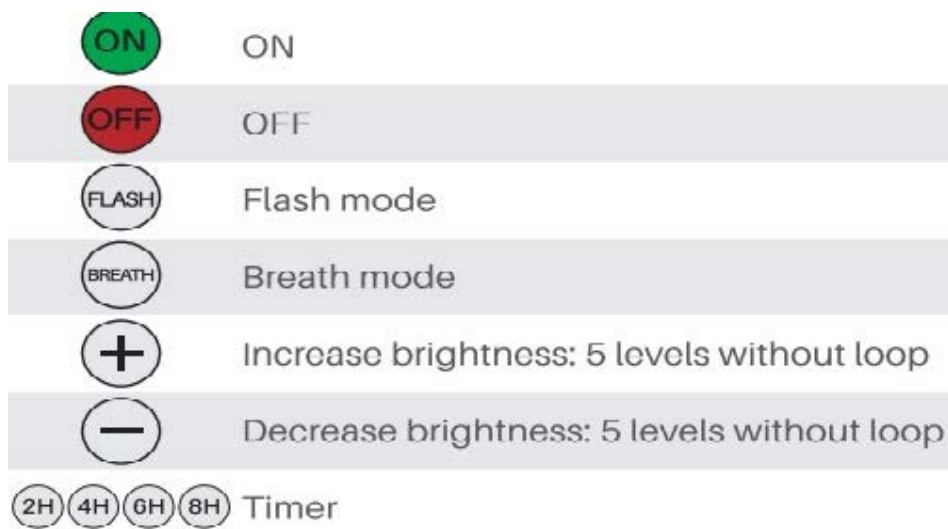 ON ON
OFF OFF
FLASH Flash mode
BREATH Breath mode
+ Increase brightness: 5 levels without loop
− Decrease brightness: 5 levels without loop
2H 4H 6H 8H Timer